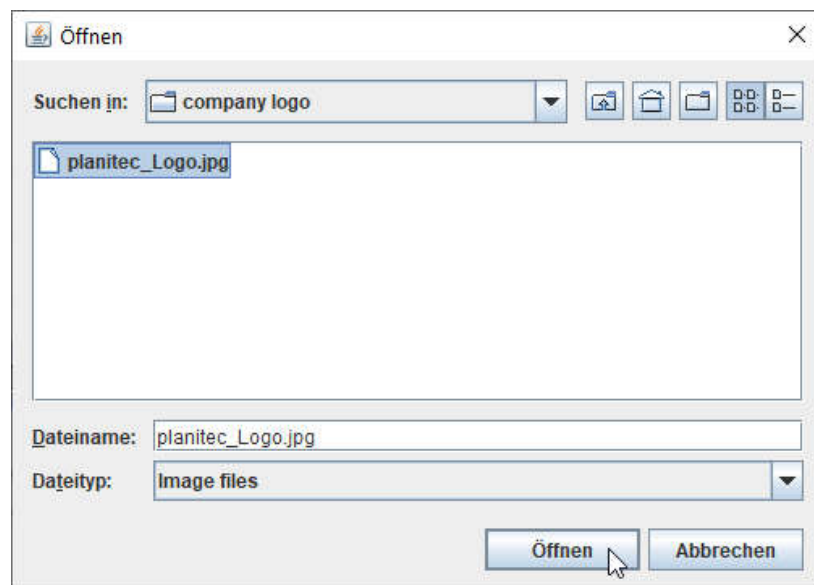 Öffnen
Suchen in: company logo
planitec_Logo.jpg
Dateiname: planitec_Logo.jpg
Dateityp: Image files
Öffnen Abbrechen